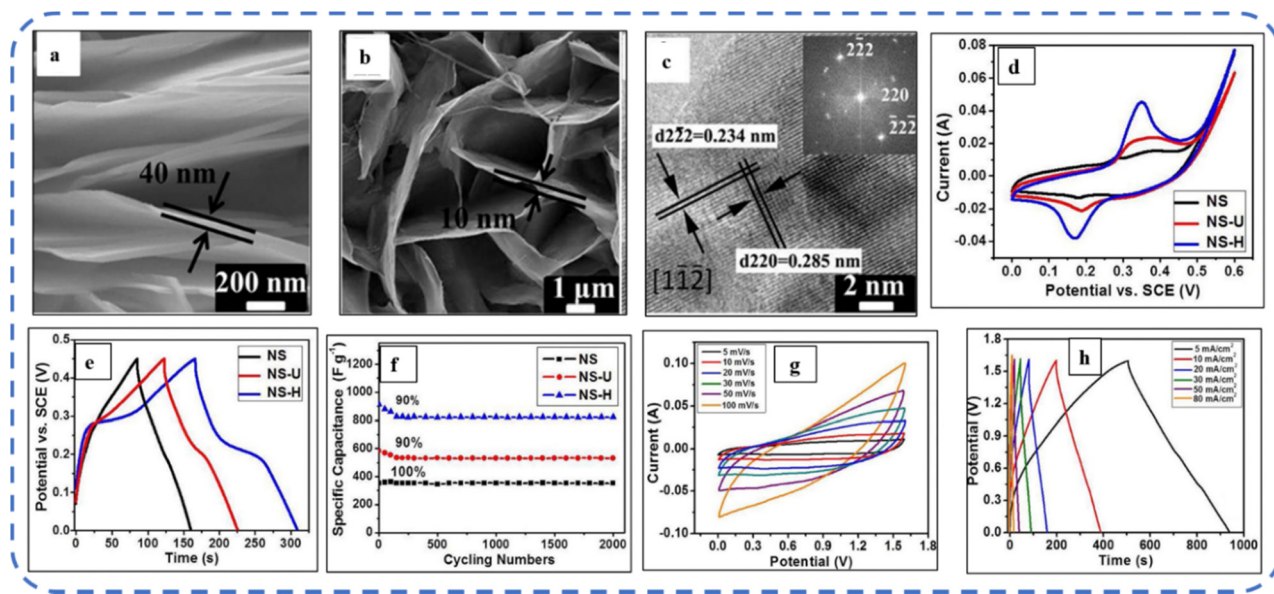 a
40 nm
200 nm
b
10 nm
1 µm
c
22̅2
220
2̅22̅
d22̅2=0.234 nm
d220=0.285 nm
[11̅2̅]
2 nm
d
0.08
0.06
0.04
0.02
0.00
-0.02
-0.04
Current (A)
NS
NS-U
NS-H
0.0 0.1 0.2 0.3 0.4 0.5 0.6
Potential vs. SCE (V)
e
0.5
0.4
0.3
0.2
0.1
0.0
Potential vs. SCE (V)
NS
NS-U
NS-H
0 50 100 150 200 250 300
Time (s)
f
1200
1000
800
600
400
200
0
Specific Capacitance (F g-1)
NS
NS-U
NS-H
90%
90%
100%
0 500 1000 1500 2000
Cycling Numbers
g
0.10
0.05
0.00
-0.05
-0.10
Current (A)
5 mV/s
10 mV/s
20 mV/s
30 mV/s
50 mV/s
100 mV/s
0.0 0.3 0.6 0.9 1.2 1.5 1.8
Potential (V)
h
1.8
1.6
1.2
0.8
0.4
0.0
Potential (V)
5 mA/cm²
10 mA/cm²
20 mA/cm²
30 mA/cm²
50 mA/cm²
80 mA/cm²
0 200 400 600 800 1000
Time (s)